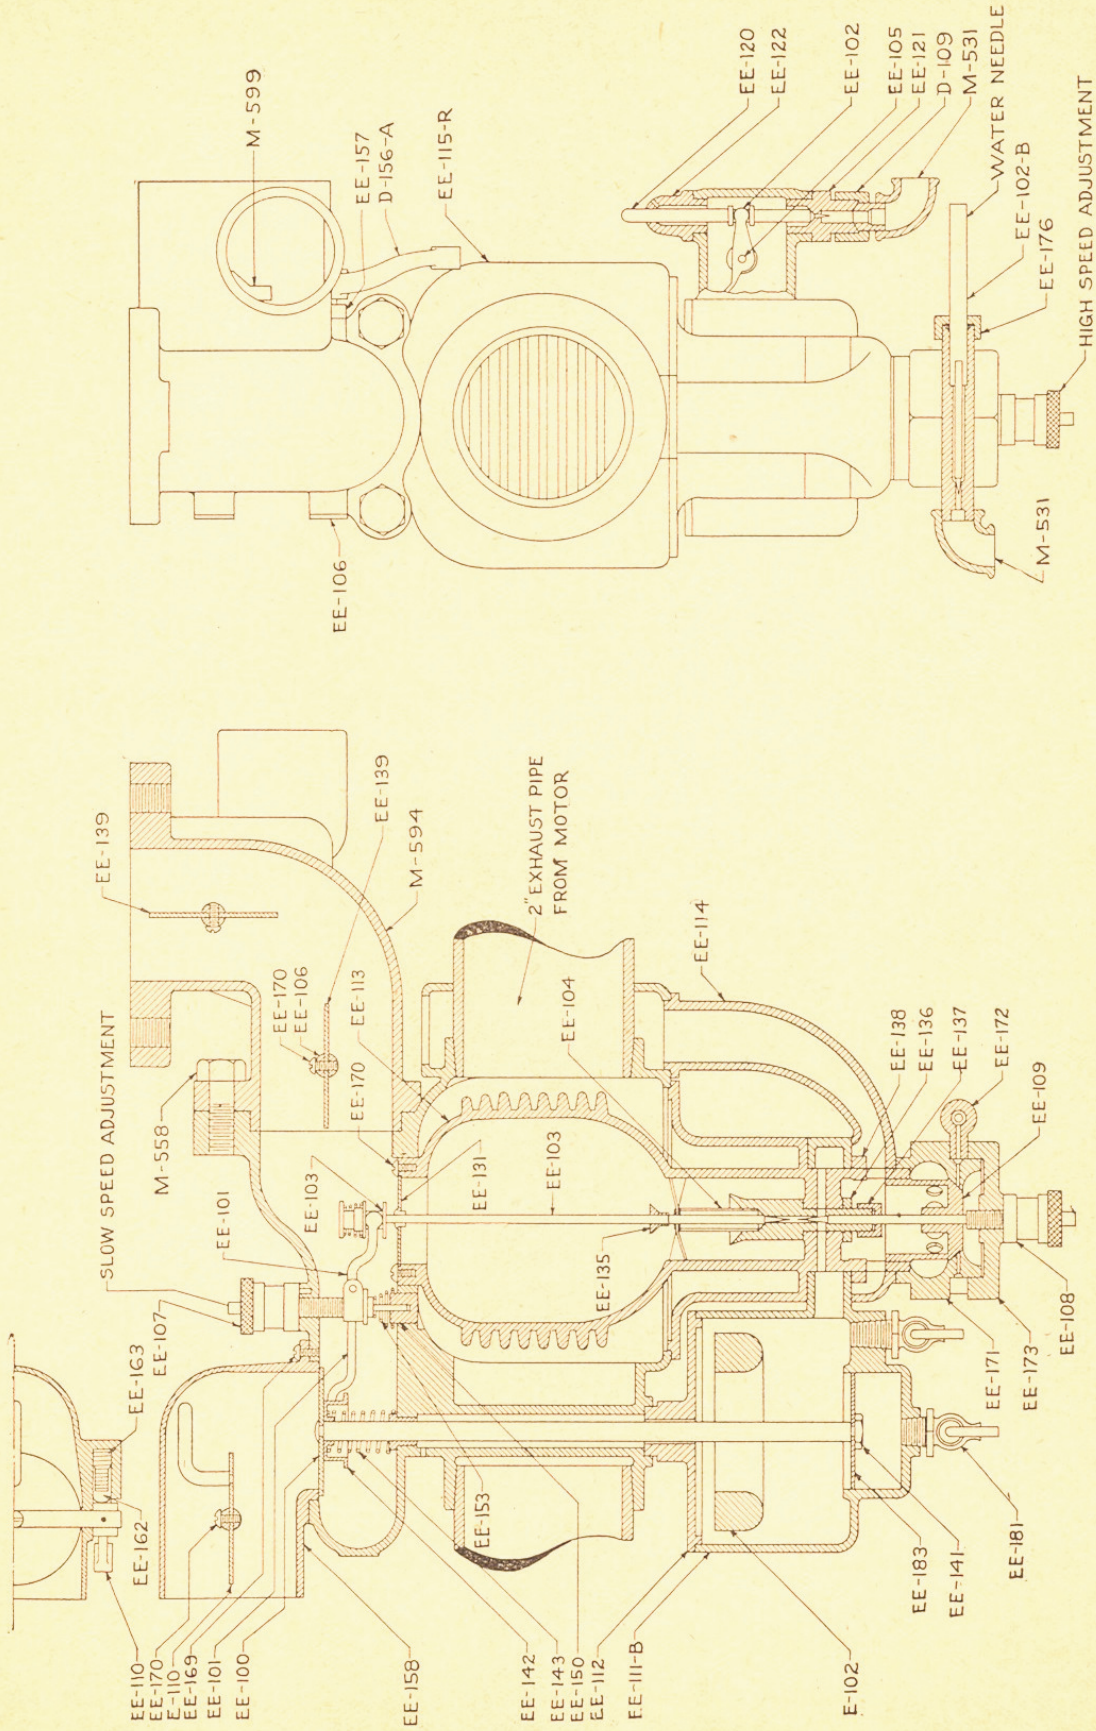 M-599
EE-157
D-156-A
EE-115-R
EE-106
EE-120
EE-122
EE-102
EE-105
EE-121
D-109
M-531
WATER NEEDLE
EE-102-B
EE-176
HIGH SPEED ADJUSTMENT
M-531
EE-139
SLOW SPEED ADJUSTMENT
M-558
EE-101
EE-107
EE-163
EE-162
EE-110
EE-170
E-110
EE-169
EE-101
EE-100
EE-158
EE-170
EE-106
EE-139
M-594
EE-113
EE-170
EE-103
EE-131
EE-103
EE-104
2" EXHAUST PIPE
FROM MOTOR
EE-114
EE-135
EE-153
EE-142
EE-143
EE-150
EE-112
EE-111-B
E-102
EE-138
EE-136
EE-137
EE-172
EE-109
EE-108
EE-173
EE-171
EE-181
EE-141
EE-183